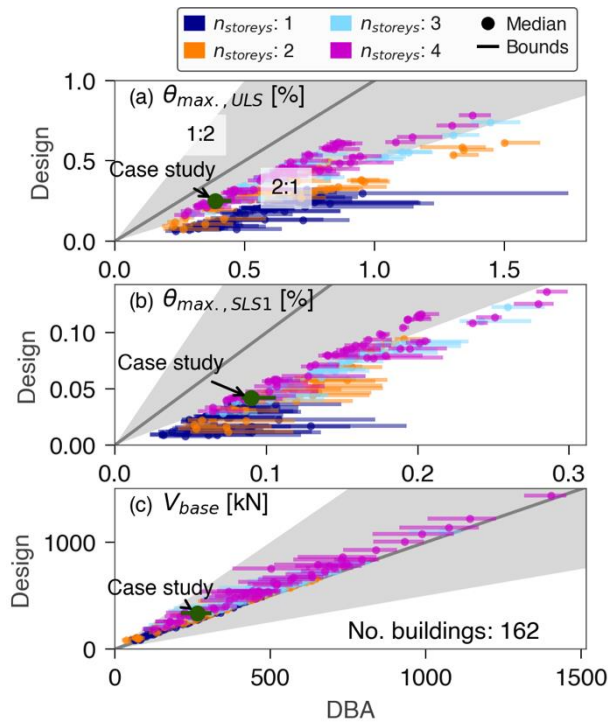 n_storeys: 1 n_storeys: 3 Median
n_storeys: 2 n_storeys: 4 Bounds
(a) θ_max.,ULS [%]
1:2
Case study
2:1
Design
1.0
0.5
0.0
0.0 0.5 1.0 1.5
(b) θ_max.,SLS1 [%]
Case study
Design
0.10
0.05
0.00
0.0 0.1 0.2 0.3
(c) V_base [kN]
Case study
No. buildings: 162
Design
1000
0
0 500 1000 1500
DBA